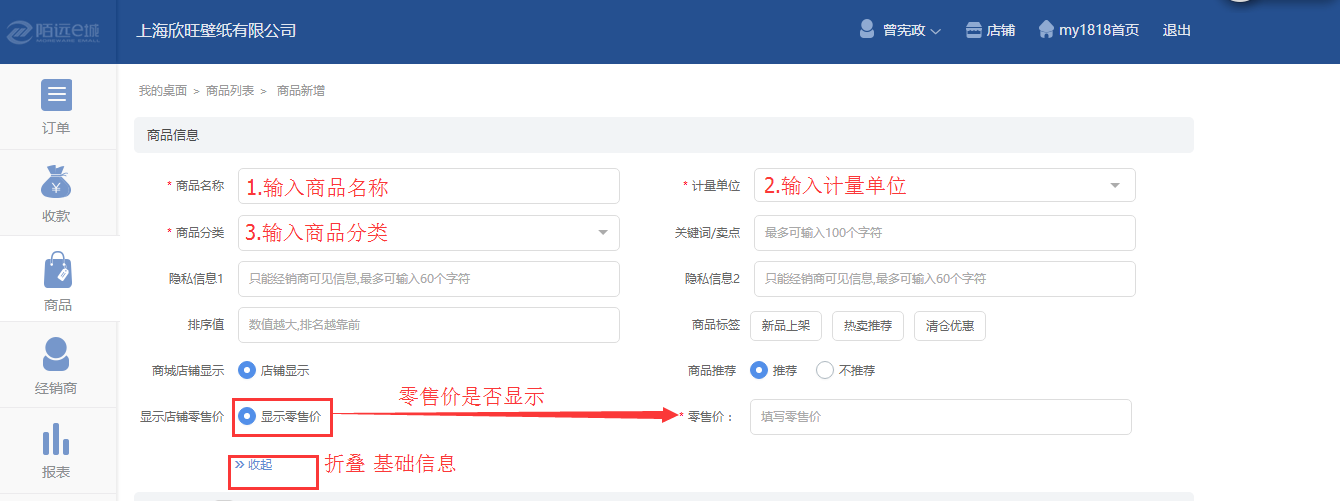 陌远e城
上海欣旺壁纸有限公司
曾宪政
店铺
my1818首页
退出
我的桌面 > 商品列表 > 商品新增
订单
收款
商品
经销商
报表
商品信息
* 商品名称 1.输入商品名称
* 计量单位 2.输入计量单位
* 商品分类 3.输入商品分类
关键词/卖点 最多可输入100个字符
隐私信息1 只能经销商可见信息,最多可输入60个字符
隐私信息2 只能经销商可见信息,最多可输入60个字符
排序值 数值越大,排名越靠前
商品标签 新品上架 热卖推荐 清仓优惠
商城店铺显示 店铺显示
商品推荐 推荐 不推荐
零售价是否显示
显示店铺零售价 显示零售价
* 零售价： 填写零售价
» 收起 折叠 基础信息